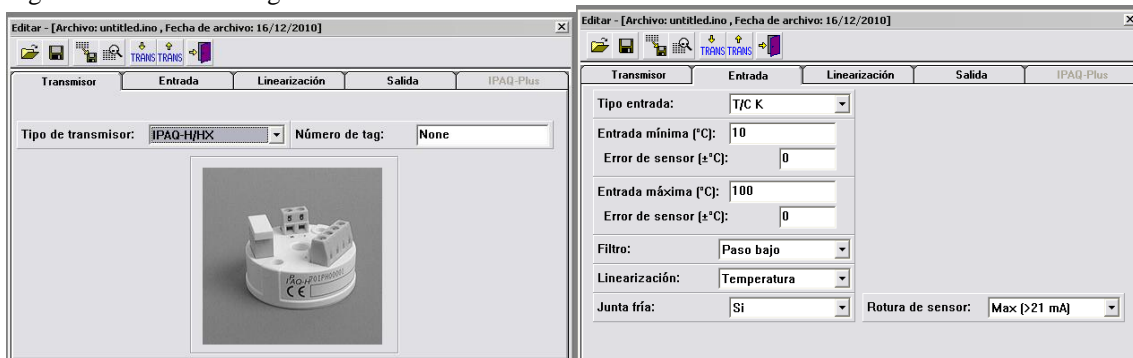 Editar - [Archivo: untitled.ino , Fecha de archivo: 16/12/2010]
TRANS TRANS
Transmisor Entrada Linearización Salida IPAQ-Plus
Tipo de transmisor: IPAQ-H/HX Número de tag: None
5 6
IPAQ-H
CE
Editar - [Archivo: untitled.ino , Fecha de archivo: 16/12/2010]
TRANS TRANS
Transmisor Entrada Linearización Salida IPAQ-Plus
Tipo entrada: T/C K
Entrada mínima (°C): 10
Error de sensor (±°C): 0
Entrada máxima (°C): 100
Error de sensor (±°C): 0
Filtro: Paso bajo
Linearización: Temperatura
Junta fría: Si Rotura de sensor: Max (>21 mA)